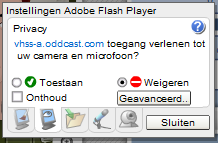 Instellingen Adobe Flash Player
Privacy
vhss-a.oddcast.com toegang verlenen tot
uw camera en microfoon?
Toestaan Weigeren
Onthoud Geavanceerd..
Sluiten